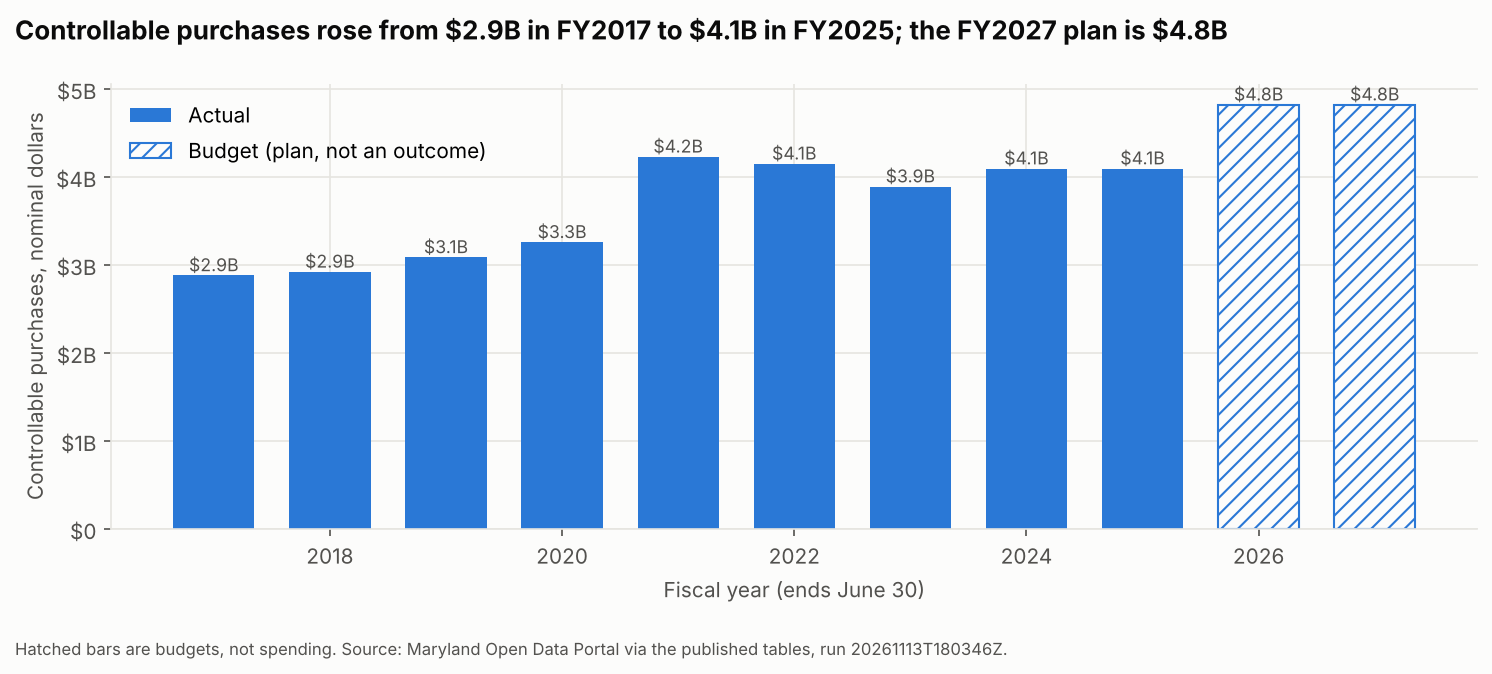 Controllable purchases rose from $2.9B in FY2017 to $4.1B in FY2025; the FY2027 plan is $4.8B
Controllable purchases, nominal dollars
$5B
$4B
$3B
$2B
$1B
$0
Actual
Budget (plan, not an outcome)
$2.9B
$2.9B
$3.1B
$3.3B
$4.2B
$4.1B
$3.9B
$4.1B
$4.1B
$4.8B
$4.8B
2018
2020
2022
2024
2026
Fiscal year (ends June 30)
Hatched bars are budgets, not spending. Source: Maryland Open Data Portal via the published tables, run 20261113T180346Z.